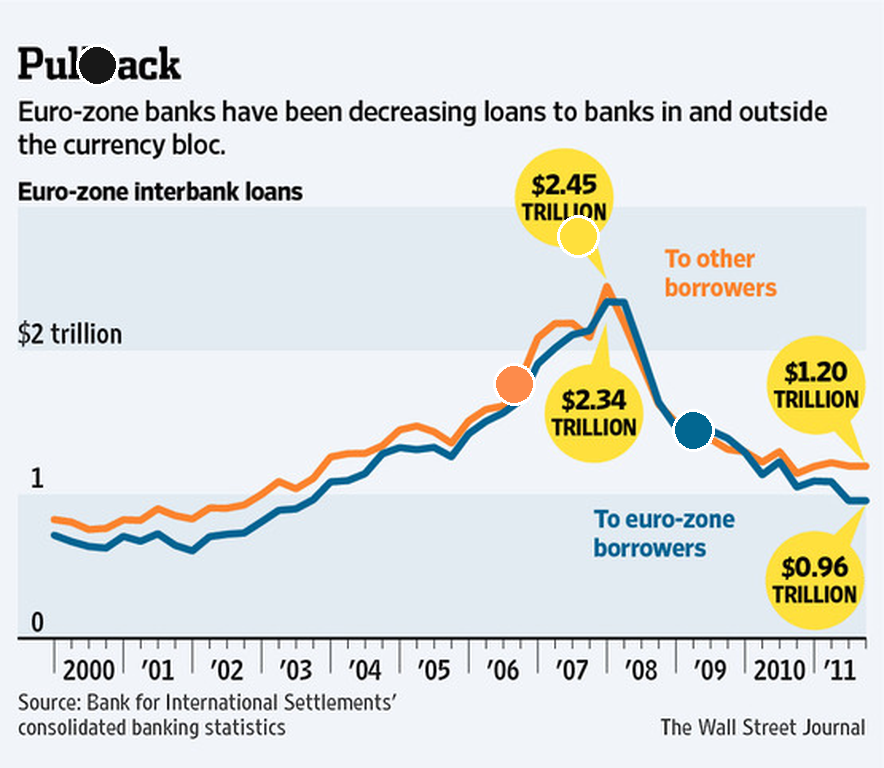 Euro-zone banks have been decreasing loans to banks in and outside
the currency bloc.
Euro-zone interbank loans
$2.45
TRILLION
To other
borrowers
$2 trillion
$1.20
TRILLION
$2.34
TRILLION
1
To euro-zone
borrowers
$0.96
TRILLION
0
2000 ’01 ’02 ’03 ’04 ’05 ’06 ’07 ’08 ’09 2010 ’11
Source: Bank for International Settlements’
consolidated banking statistics
The Wall Street Journal